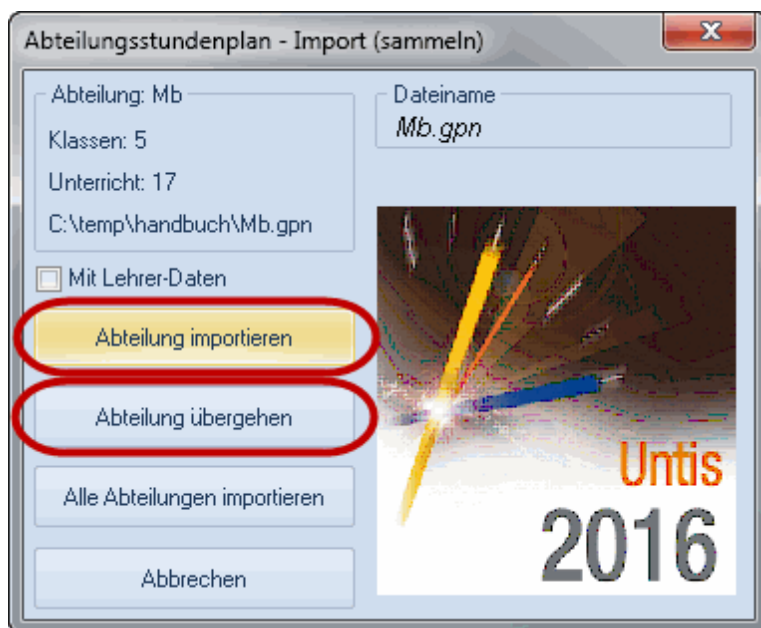 Abteilungsstundenplan - Import (sammeln)
Abteilung: Mb
Klassen: 5
Unterricht: 17
C:\temp\handbuch\Mb.gpn
Dateiname
Mb.gpn
Mit Lehrer-Daten
Abteilung importieren
Abteilung übergehen
Alle Abteilungen importieren
Abbrechen
Untis
2016